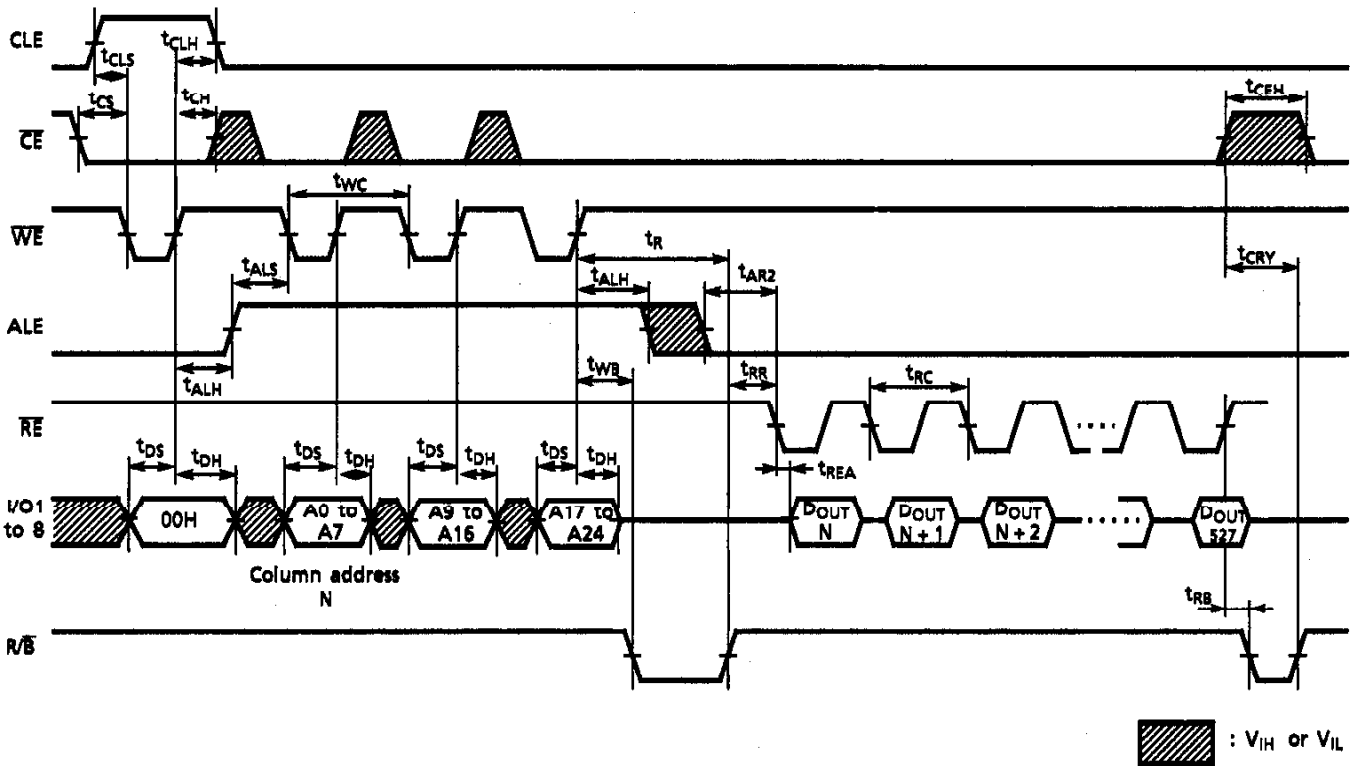 CLE
tCLS
tCLH
tCS
tCH
tCEH
CE
tWC
WE
tR
tCRY
tALS
tALH
tAR2
ALE
tALH
tWB
tRR
tRC
RE
tDS
tDH
tDS
tDH
tDS
tDH
tDS
tDH
tREA
I/O1
to 8
00H
A0 to
A7
A9 to
A16
A17 to
A24
DOUT
N
DOUT
N + 1
DOUT
N + 2
DOUT
527
Column address
N
tRB
R/B
: VIH or VIL